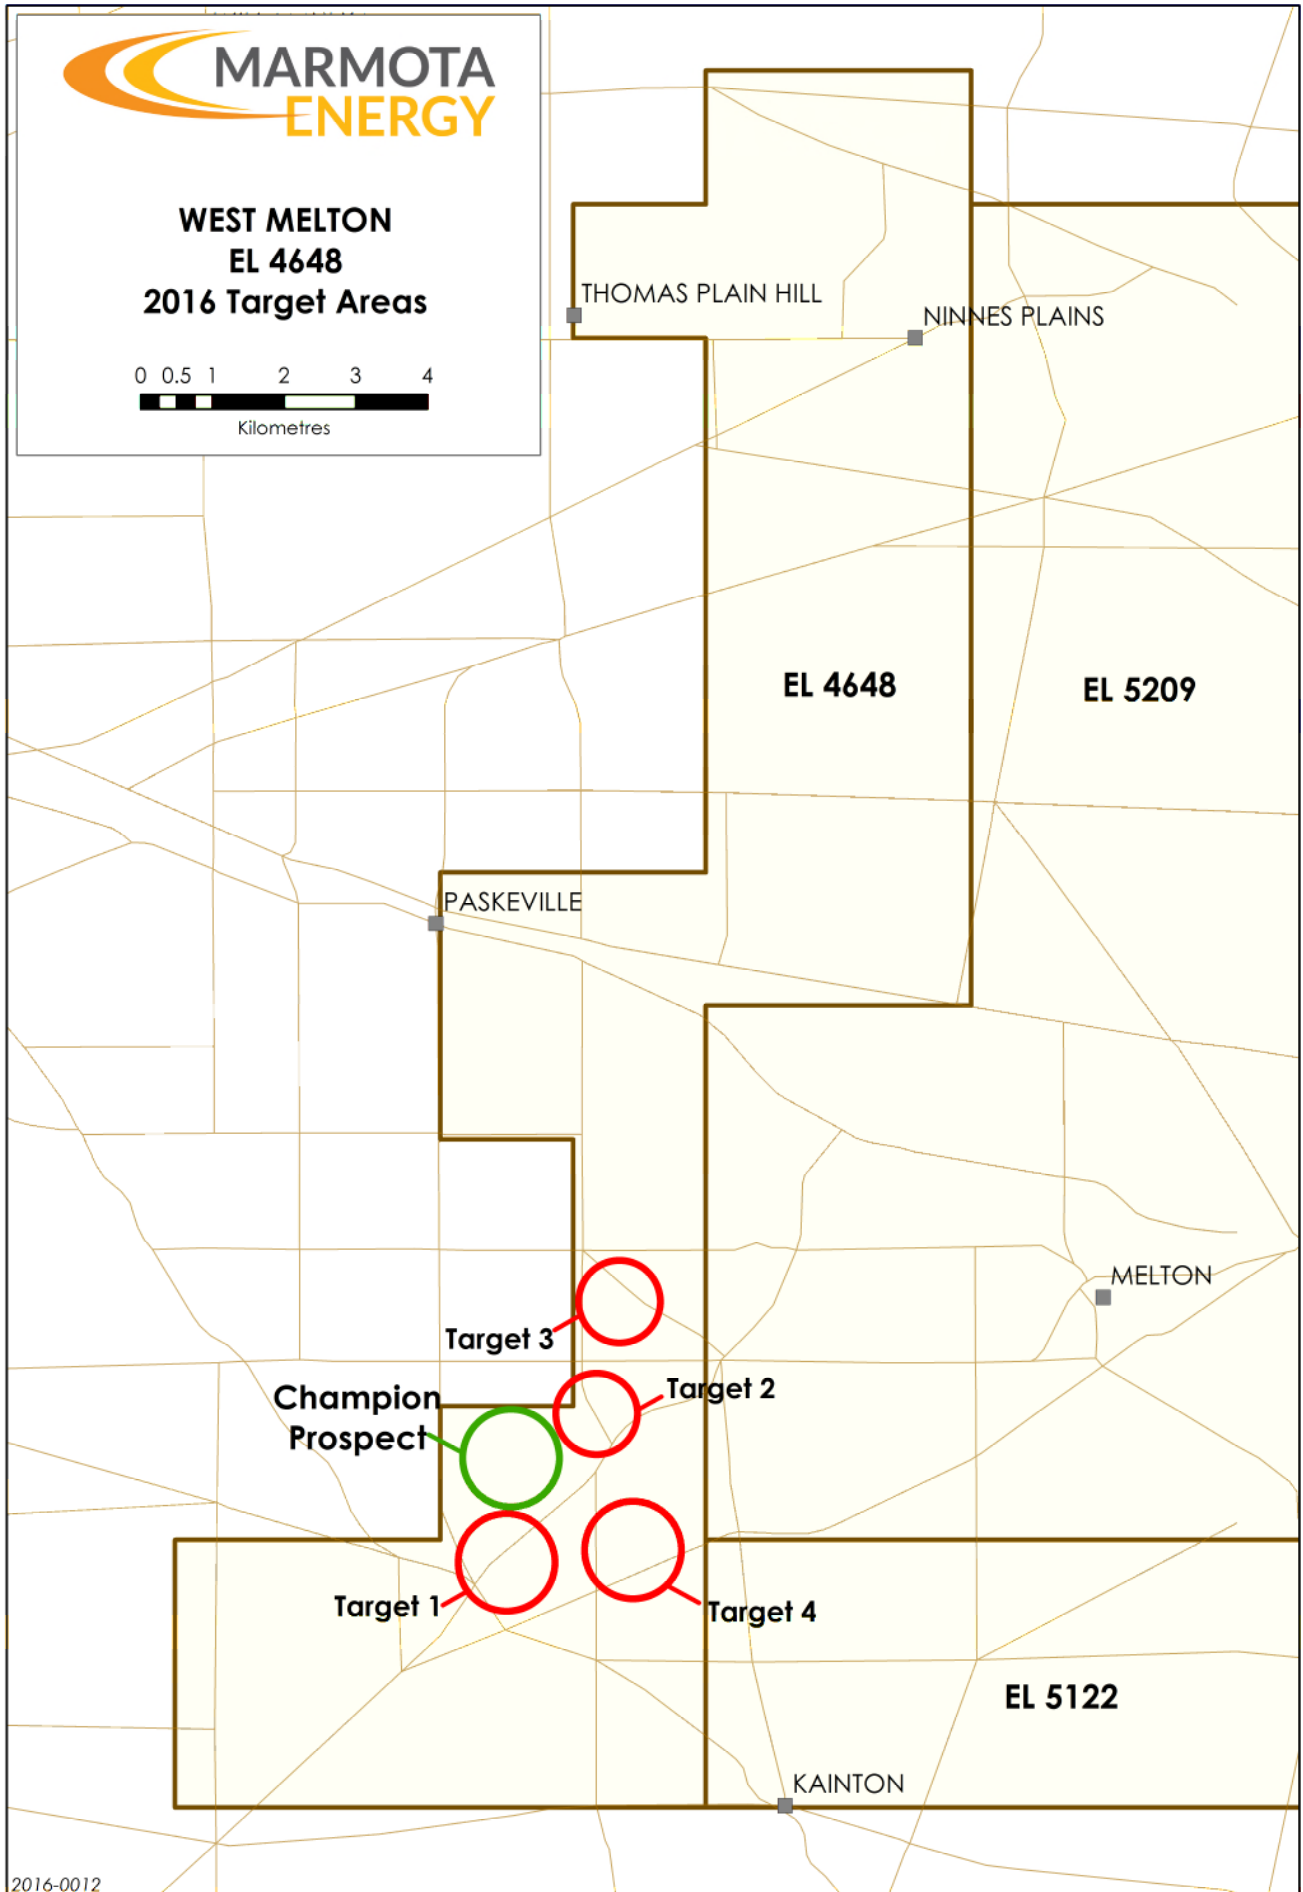 MARMOTA
ENERGY
WEST MELTON
EL 4648
2016 Target Areas
0 0.5 1 2 3 4
Kilometres
THOMAS PLAIN HILL
NINNES PLAINS
EL 4648
EL 5209
PASKEVILLE
MELTON
Target 3
Target 2
Champion
Prospect
Target 1
Target 4
EL 5122
KAINTON
2016-0012